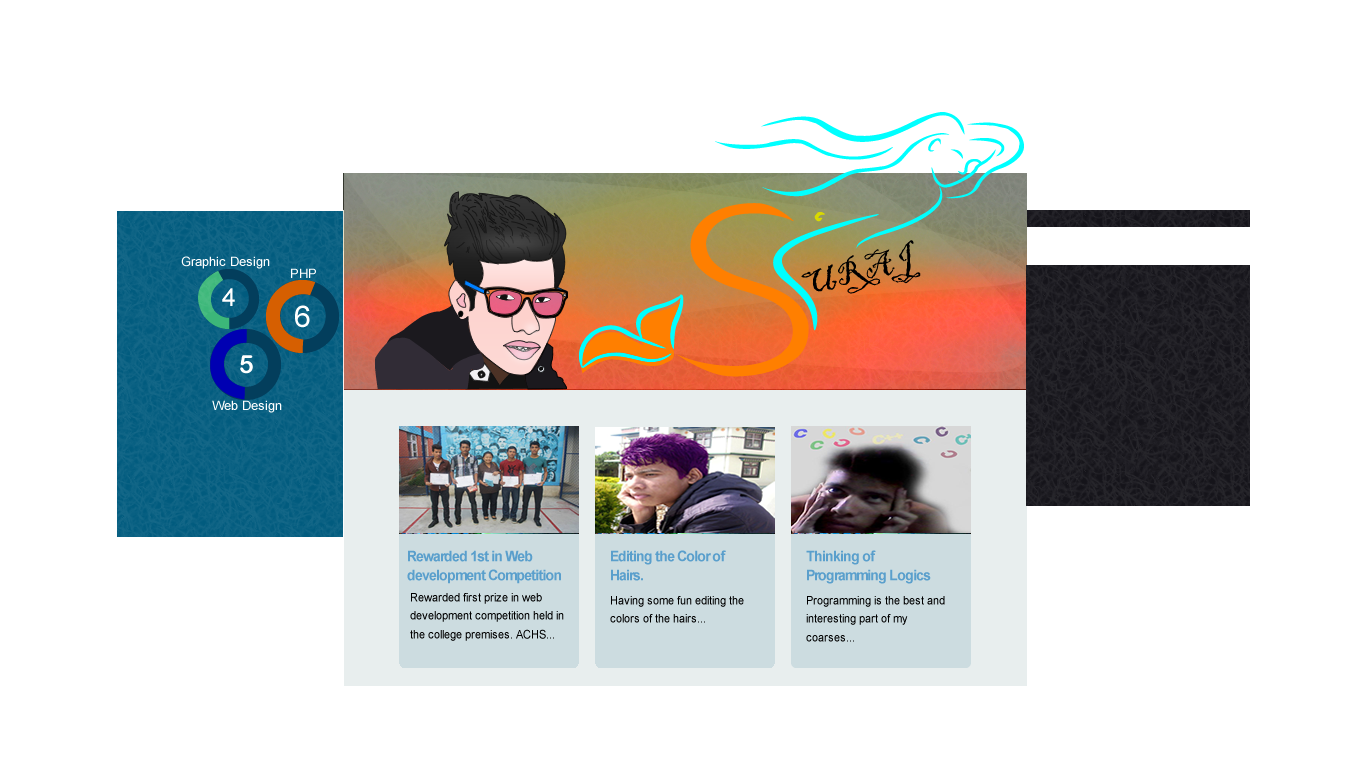 Graphic Design
PHP
4
6
5
Web Design
SURAJ
Rewarded 1st in Web
development Competition
Rewarded first prize in web
development competition held in
the college premises. ACHS...
Editing the Color of
Hairs.
Having some fun editing the
colors of the hairs...
Thinking of
Programming Logics
Programming is the best and
interesting part of my
coarses...